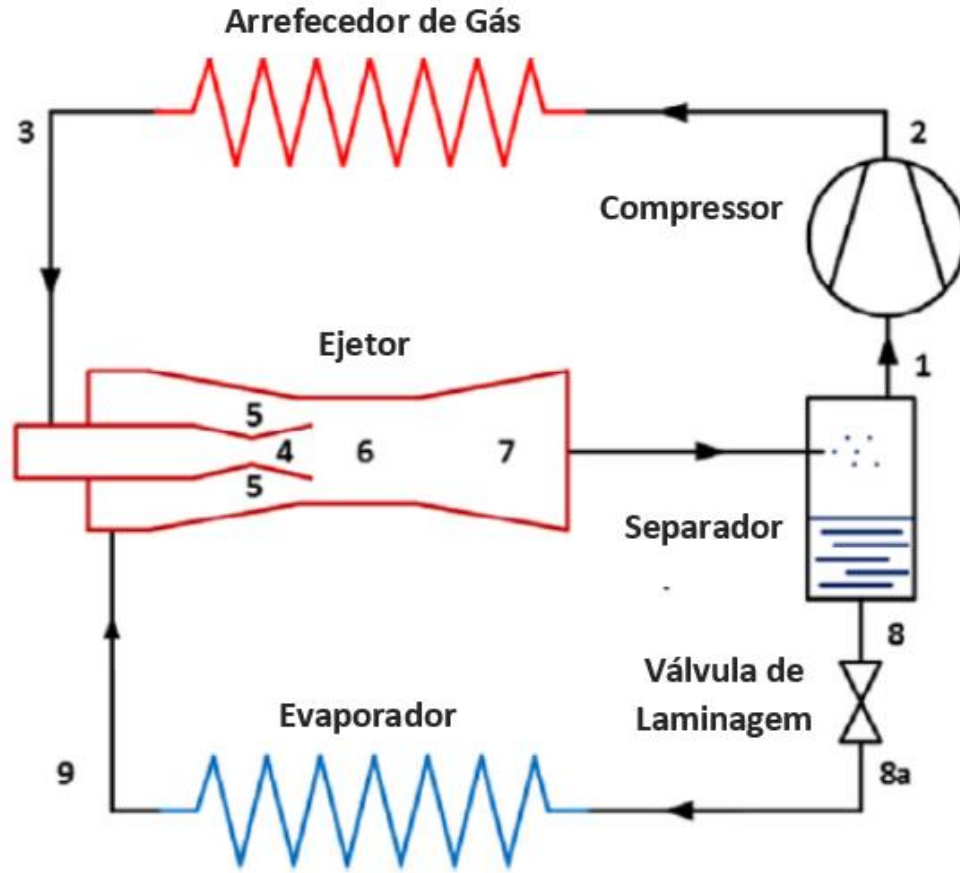 Arrefecedor de Gás
3
2
Compressor
Ejetor
1
5
4 6 7
5
Separador
8
Válvula de
Laminagem
Evaporador
9
8a